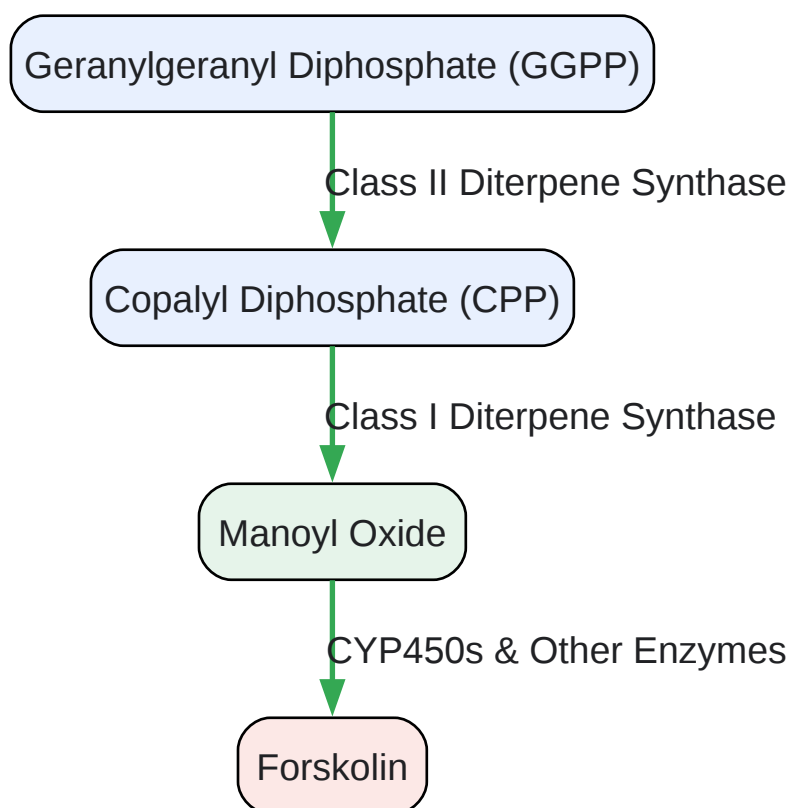 Geranylgeranyl Diphosphate (GGPP)
Class II Diterpene Synthase
Copalyl Diphosphate (CPP)
Class I Diterpene Synthase
Manoyl Oxide
CYP450s & Other Enzymes
Forskolin